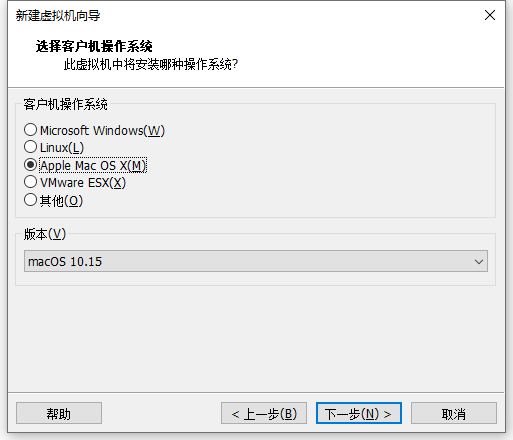 新建虚拟机向导
选择客户机操作系统
此虚拟机中将安装哪种操作系统?
客户机操作系统
Microsoft Windows(W)
Linux(L)
Apple Mac OS X(M)
VMware ESX(X)
其他(O)
版本(V)
macOS 10.15
帮助
< 上一步(B)
下一步(N) >
取消